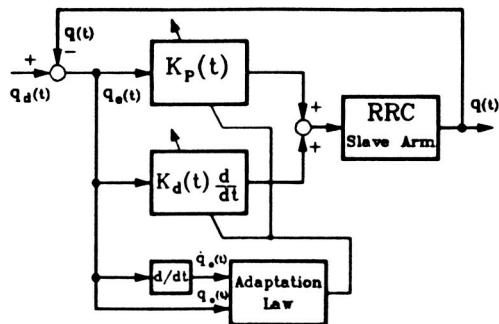 q(t)
+
−
q_d(t)
q_e(t)
K_p(t)
+
+
RRC
Slave Arm
q(t)
K_d(t) d/dt
d/dt
q̇_e(t)
q_e(t)
Adaptation
Law